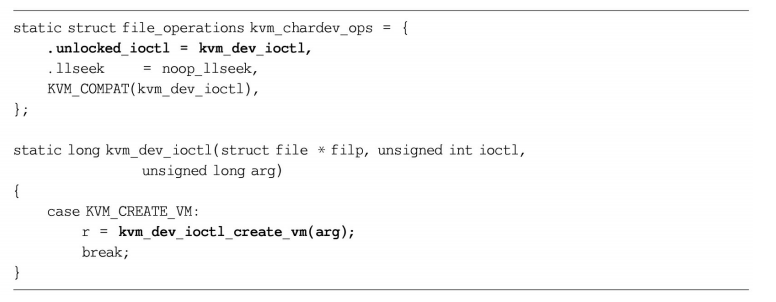 static struct file_operations kvm_chardev_ops = {
    .unlocked_ioctl = kvm_dev_ioctl,
    .llseek    = noop_llseek,
    KVM_COMPAT(kvm_dev_ioctl),
};
static long kvm_dev_ioctl(struct file * filp, unsigned int ioctl,
                unsigned long arg)
{
    case KVM_CREATE_VM:
        r = kvm_dev_ioctl_create_vm(arg);
        break;
}